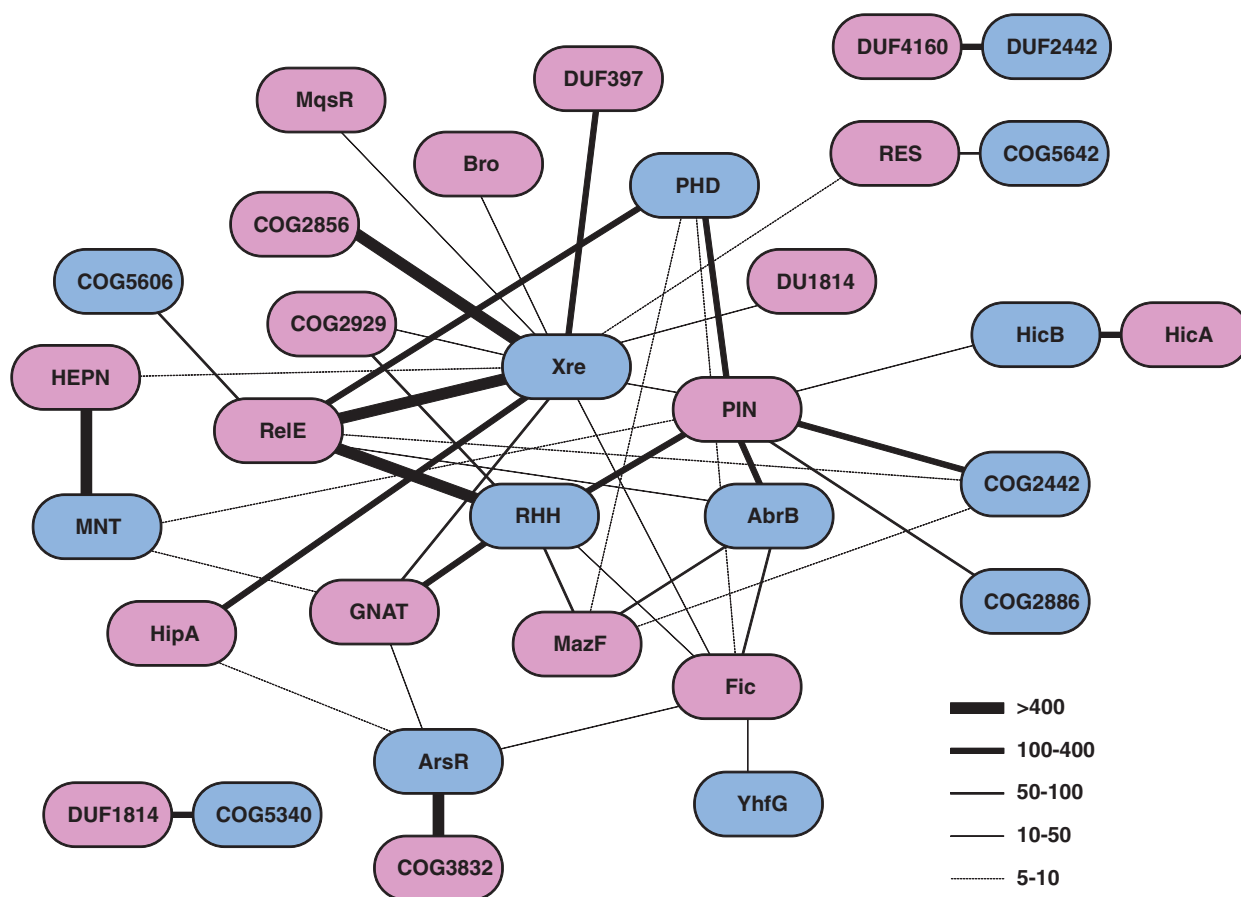 DUF4160
DUF2442
DUF397
MqsR
RES
COG5642
Bro
PHD
COG2856
COG5606
DU1814
COG2929
HicB
HicA
Xre
HEPN
PIN
RelE
COG2442
MNT
RHH
AbrB
COG2886
GNAT
HipA
MazF
Fic
>400
100-400
ArsR
50-100
YhfG
DUF1814
COG5340
10-50
COG3832
5-10